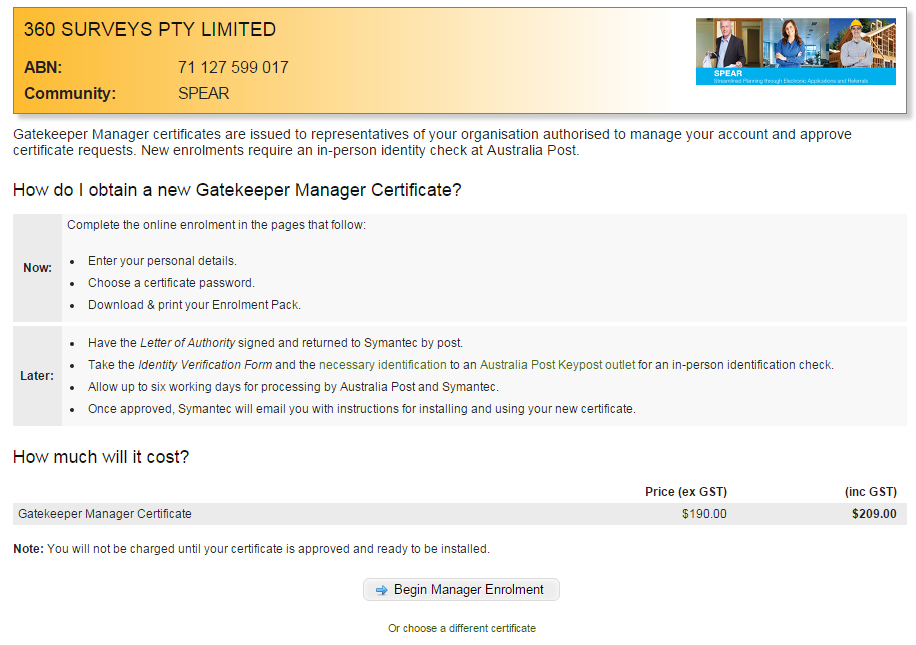 360 SURVEYS PTY LIMITED
ABN: 71 127 599 017
Community: SPEAR
SPEAR
Streamlined Planning through Electronic Applications and Referrals
Gatekeeper Manager certificates are issued to representatives of your organisation authorised to manage your account and approve
certificate requests. New enrolments require an in-person identity check at Australia Post.
How do I obtain a new Gatekeeper Manager Certificate?
Now:
Complete the online enrolment in the pages that follow:
• Enter your personal details.
• Choose a certificate password.
• Download & print your Enrolment Pack.
Later:
• Have the Letter of Authority signed and returned to Symantec by post.
• Take the Identity Verification Form and the necessary identification to an Australia Post Keypost outlet for an in-person identification check.
• Allow up to six working days for processing by Australia Post and Symantec.
• Once approved, Symantec will email you with instructions for installing and using your new certificate.
How much will it cost?
Price (ex GST) (inc GST)
Gatekeeper Manager Certificate $190.00 $209.00
Note: You will not be charged until your certificate is approved and ready to be installed.
Begin Manager Enrolment
Or choose a different certificate